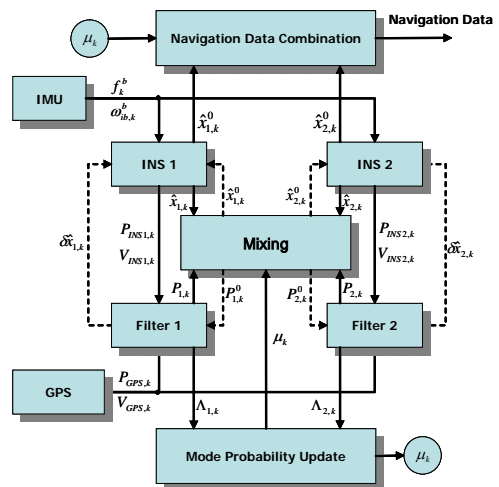 Navigation Data
μ_k
Navigation Data Combination
IMU
f_k^b
ω_{ib,k}^b
x̂_{1,k}^0
x̂_{2,k}^0
INS 1
INS 2
x̂_{1,k}
x̂_{1,k}^0
x̂_{2,k}^0
x̂_{2,k}
δx̂_{1,k}
P_{INS1,k}
V_{INS1,k}
Mixing
P_{INS2,k}
V_{INS2,k}
δx̂_{2,k}
P_{1,k}
P_{1,k}^0
P_{2,k}^0
P_{2,k}
Filter 1
μ_k
Filter 2
GPS
P_{GPS,k}
V_{GPS,k}
Λ_{1,k}
Λ_{2,k}
Mode Probability Update
μ_k